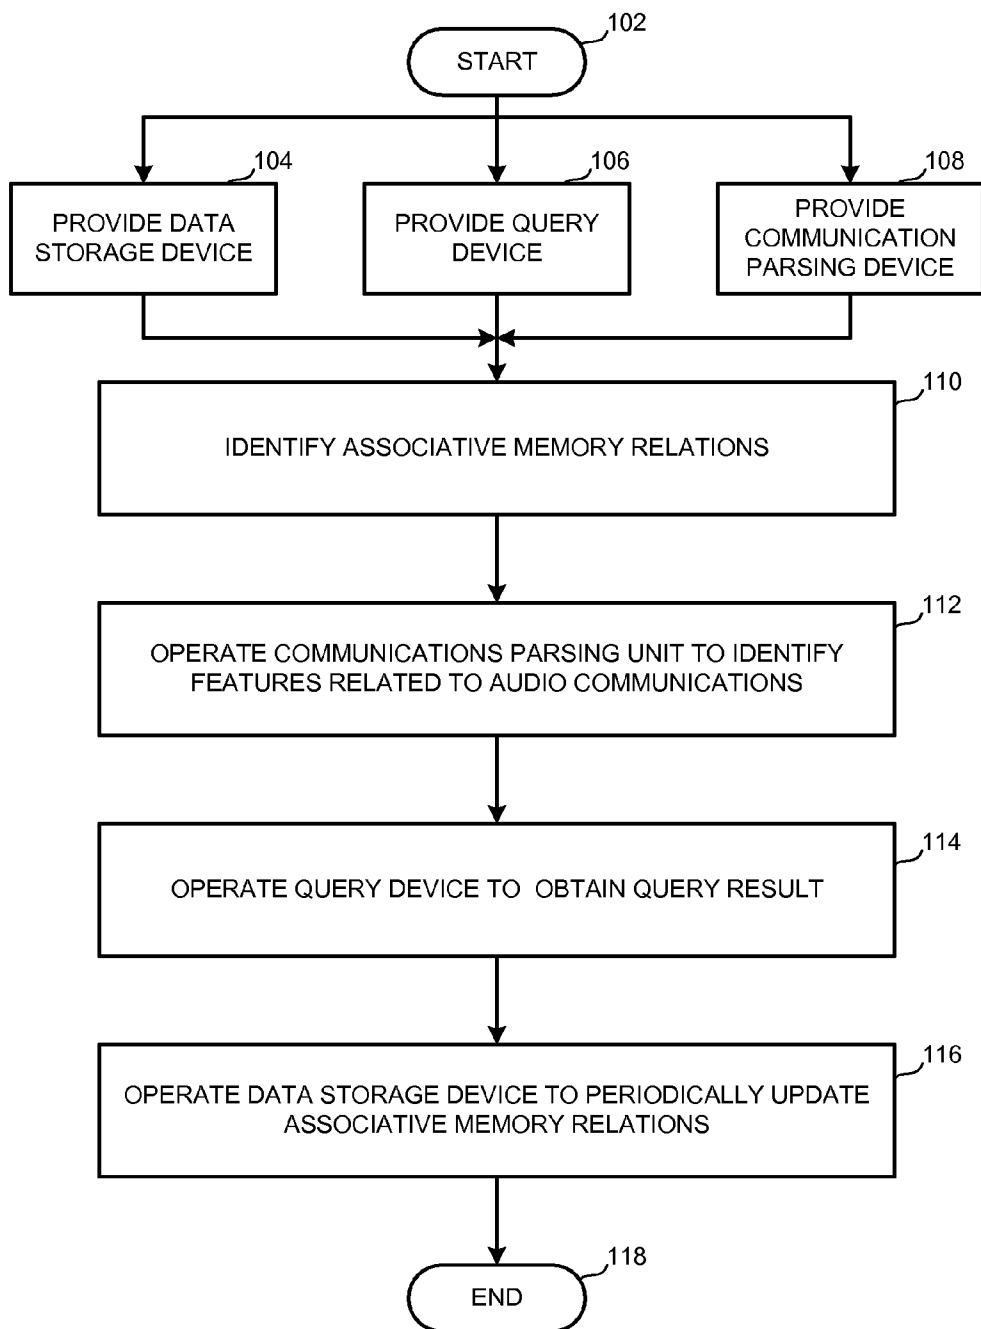 102
START
104
106
108
PROVIDE DATA
STORAGE DEVICE
PROVIDE QUERY
DEVICE
PROVIDE
COMMUNICATION
PARSING DEVICE
110
IDENTIFY ASSOCIATIVE MEMORY RELATIONS
112
OPERATE COMMUNICATIONS PARSING UNIT TO IDENTIFY
FEATURES RELATED TO AUDIO COMMUNICATIONS
114
OPERATE QUERY DEVICE TO OBTAIN QUERY RESULT
116
OPERATE DATA STORAGE DEVICE TO PERIODICALLY UPDATE
ASSOCIATIVE MEMORY RELATIONS
118
END